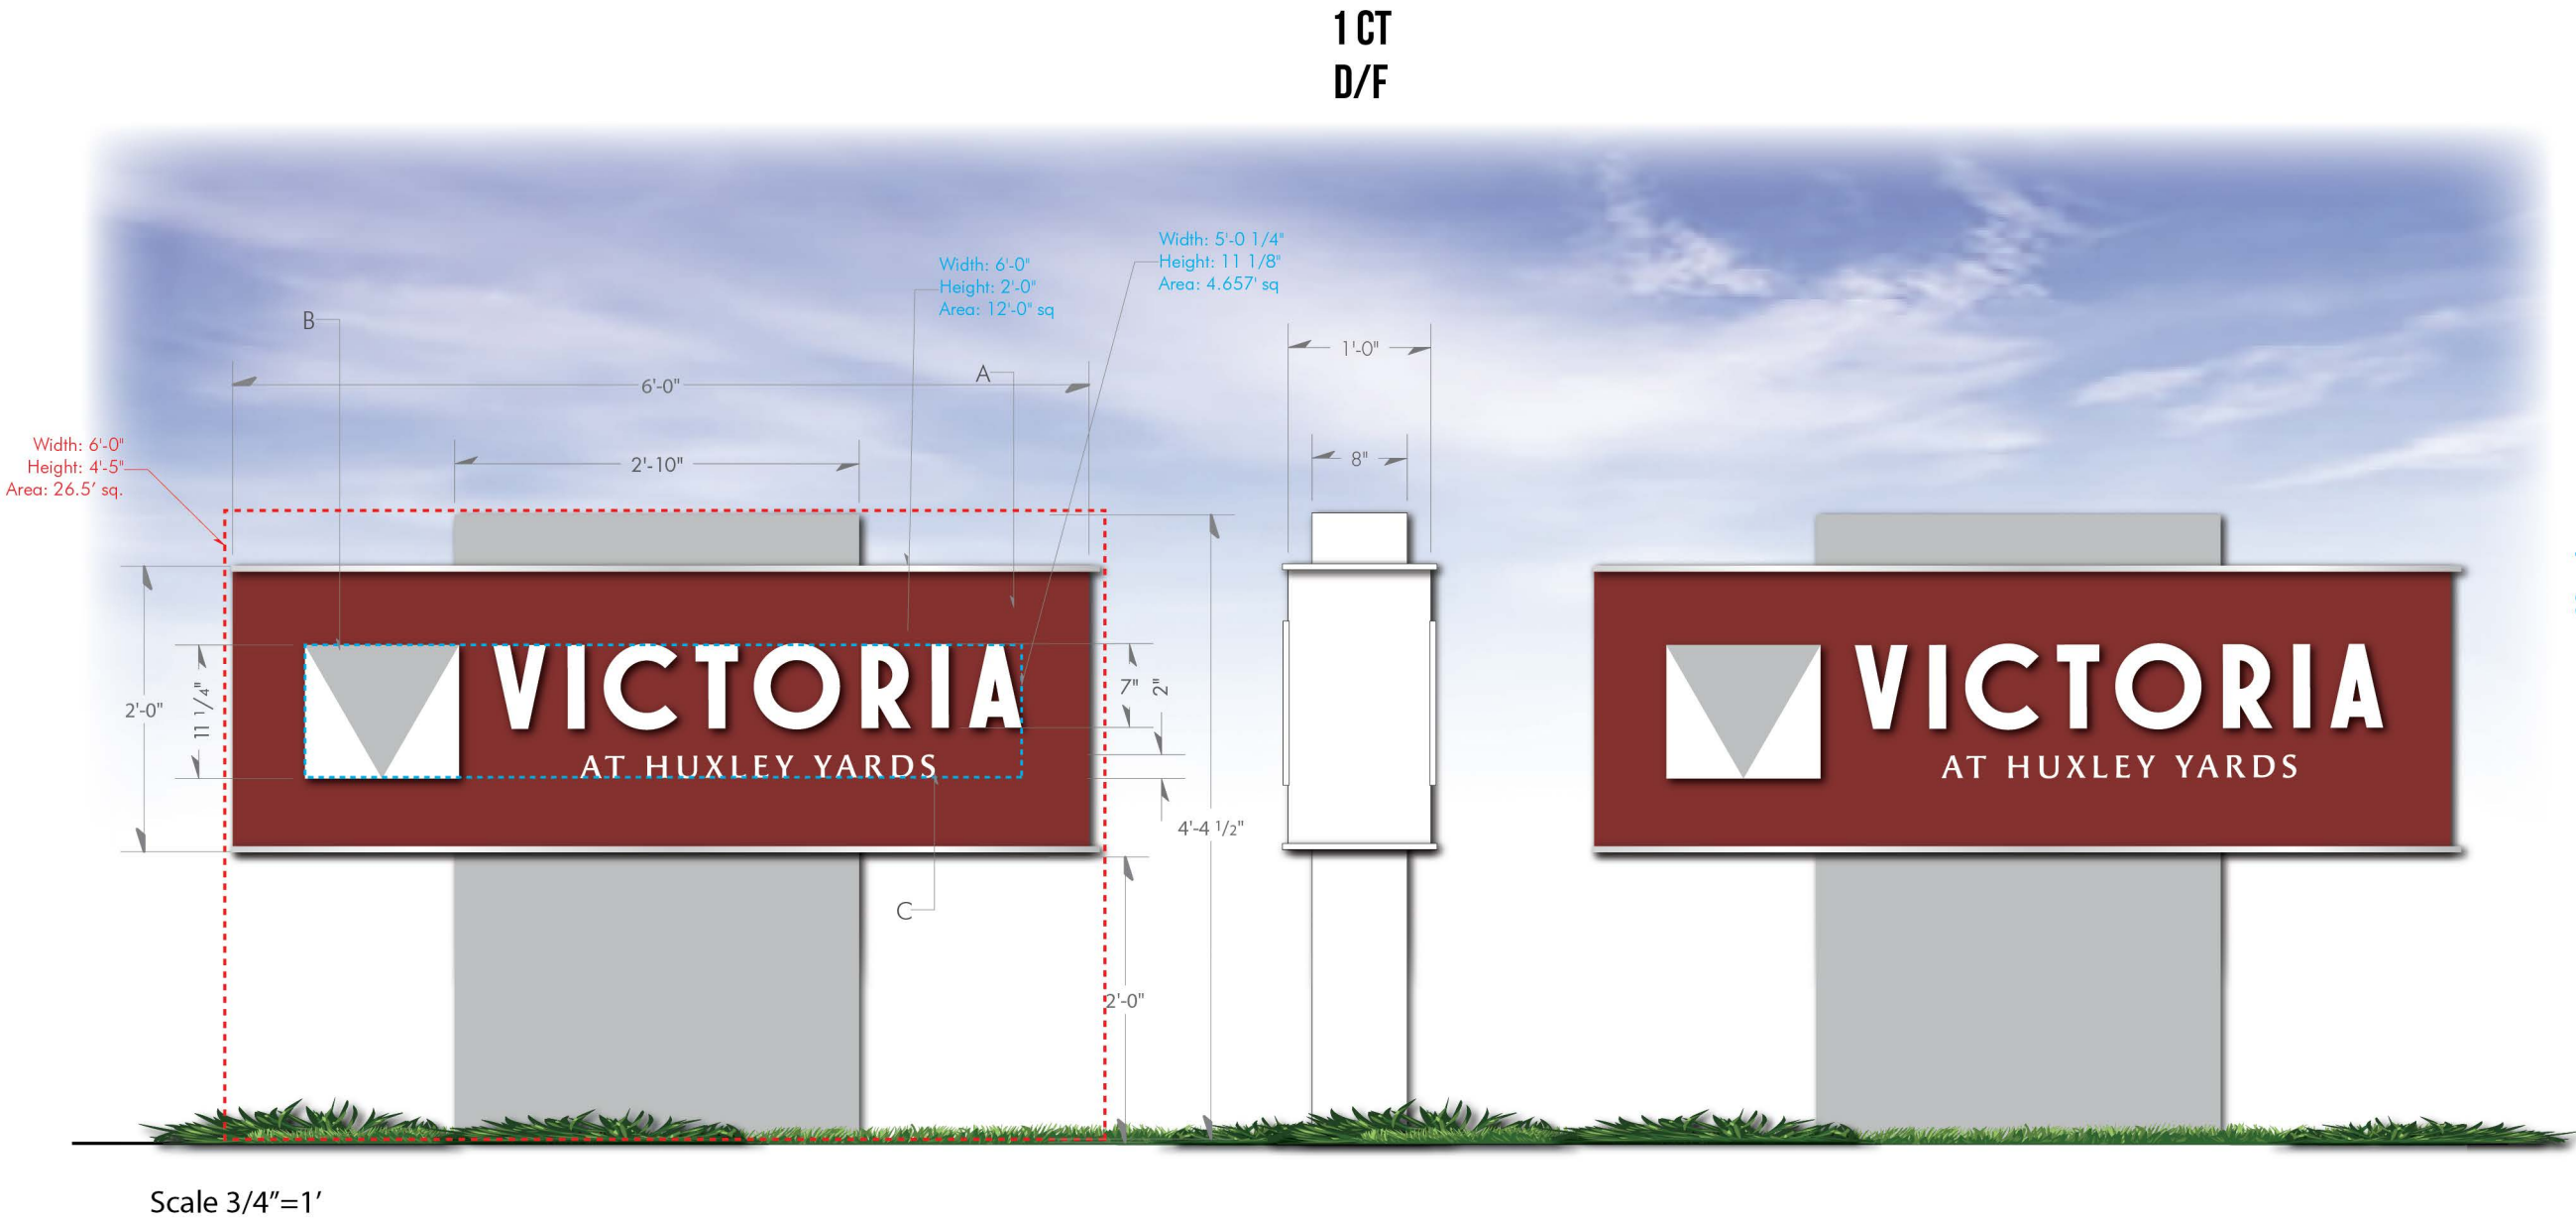 1 CT
D/F
Width: 5'-0 1/4"
Height: 11 1/8"
Area: 4.657' sq
Width: 6'-0"
Height: 2'-0"
Area: 12'-0" sq
B
1'-0"
A
6'-0"
Width: 6'-0"
Height: 4'-5"
Area: 26.5' sq.
2'-10"
8"
VICTORIA
AT HUXLEY YARDS
2'-0"
11 1/4"
7"
2"
4'-4 1/2"
C
2'-0"
VICTORIA
AT HUXLEY YARDS
Scale 3/4"=1'